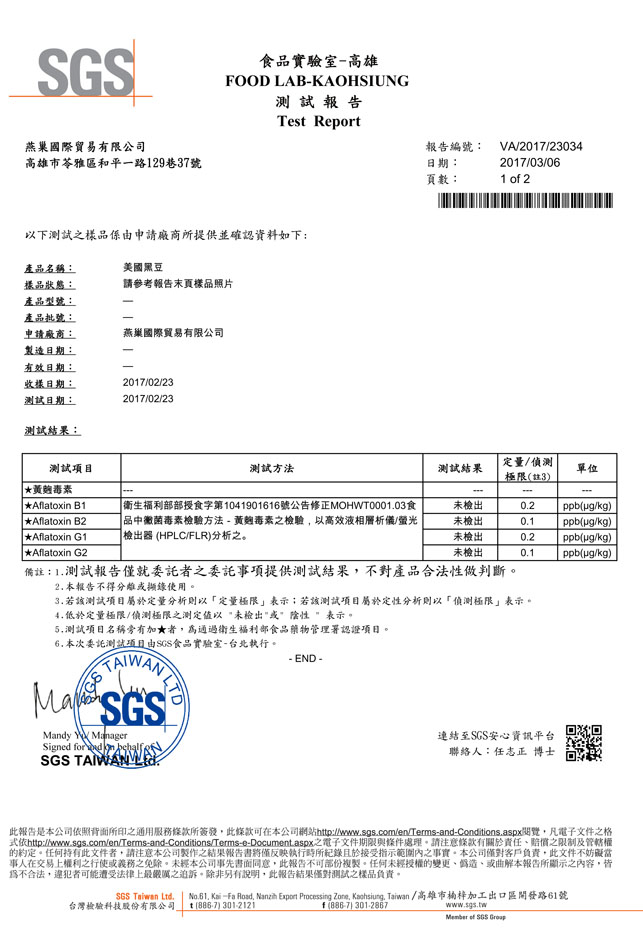 SGS
食品實驗室-高雄
FOOD LAB-KAOHSIUNG
測 試 報 告
Test Report
燕巢國際貿易有限公司
高雄市苓雅區和平一路129巷37號
報告編號： VA/2017/23034
日期： 2017/03/06
頁數： 1 of 2
以下測試之樣品係由申請廠商所提供並確認資料如下:
產品名稱： 美國黑豆
樣品狀態： 請參考報告末頁樣品照片
產品型號： —
產品批號： —
申請廠商： 燕巢國際貿易有限公司
製造日期： —
有效日期： —
收樣日期： 2017/02/23
測試日期： 2017/02/23
測試結果：
測試項目 測試方法 測試結果 定量/偵測極限(註3) 單位
★黃麴毒素 --- --- --- ---
★Aflatoxin B1 衛生福利部部授食字第1041901616號公告修正MOHWT0001.03食 未檢出 0.2 ppb(μg/kg)
★Aflatoxin B2 品中黴菌毒素檢驗方法－黃麴毒素之檢驗，以高效液相層析儀/螢光 未檢出 0.1 ppb(μg/kg)
★Aflatoxin G1 檢出器 (HPLC/FLR)分析之。 未檢出 0.2 ppb(μg/kg)
★Aflatoxin G2 未檢出 0.1 ppb(μg/kg)
備註：1.測試報告僅就委託者之委託事項提供測試結果，不對產品合法性做判斷。
2.本報告不得分離或擷錄使用。
3.若該測試項目屬於定量分析則以「定量極限」表示；若該測試項目屬於定性分析則以「偵測極限」表示。
4.低於定量極限/偵測極限之測定值以 "未檢出"或" 陰性 " 表示。
5.測試項目名稱旁有加★者，為通過衛生福利部食品藥物管理署認證項目。
6.本次委託測試項目由SGS食品實驗室-台北執行。
- END -
SGS TAIWAN LTD
SGS
TAIWAN
Mandy Yu/ Manager
Signed for and on behalf of
SGS TAIWAN Ltd.
連結至SGS安心資訊平台
聯絡人：任志正 博士
此報告是本公司依照背面所印之通用服務條款所簽發，此條款可在本公司網站http://www.sgs.com/en/Terms-and-Conditions.aspx閱覽，凡電子文件之格
式依http://www.sgs.com/en/Terms-and-Conditions/Terms-e-Document.aspx之電子文件期限與條件處理。請注意條款有關於責任、賠償之限制及管轄權
的約定。任何持有此文件者，請注意本公司製作之結果報告書將僅反映執行時所紀錄且於接受指示範圍內之事實。本公司僅對客戶負責，此文件不妨礙當
事人在交易上權利之行使或義務之免除。未經本公司事先書面同意，此報告不可部份複製。任何未經授權的變更、偽造、或曲解本報告所顯示之內容，皆
為不合法，違犯者可能遭受法律上最嚴厲之追訴。除非另有說明，此報告結果僅對測試之樣品負責。
SGS Taiwan Ltd. No.61, Kai-Fa Road, Nanzih Export Processing Zone, Kaohsiung, Taiwan /高雄市楠梓加工出口區開發路61號
台灣檢驗科技股份有限公司 t (886-7) 301-2121 f (886-7) 301-2867 www.sgs.tw
Member of SGS Group